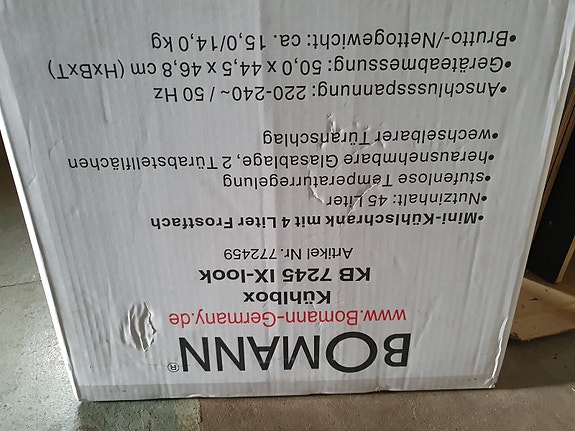 BOMANN®
www.Bomann-Germany.de
Kühlbox
KB 7245 IX-look
Artikel Nr. 772459
•Mini-Kühlschrank mit 4 Liter Frostfach
•Nutzinhalt: 45 Liter
•stufenlose Temperaturregelung
•herausnehmbare Glasablage, 2 Türabstellflächen
•wechselbarer Türanschlag
•Anschlussspannung: 220-240~ / 50 Hz
•Geräteabmessung: 50,0 x 44,5 x 46,8 cm (HxBxT)
•Brutto-/Nettogewicht: ca. 15,0/14,0 kg